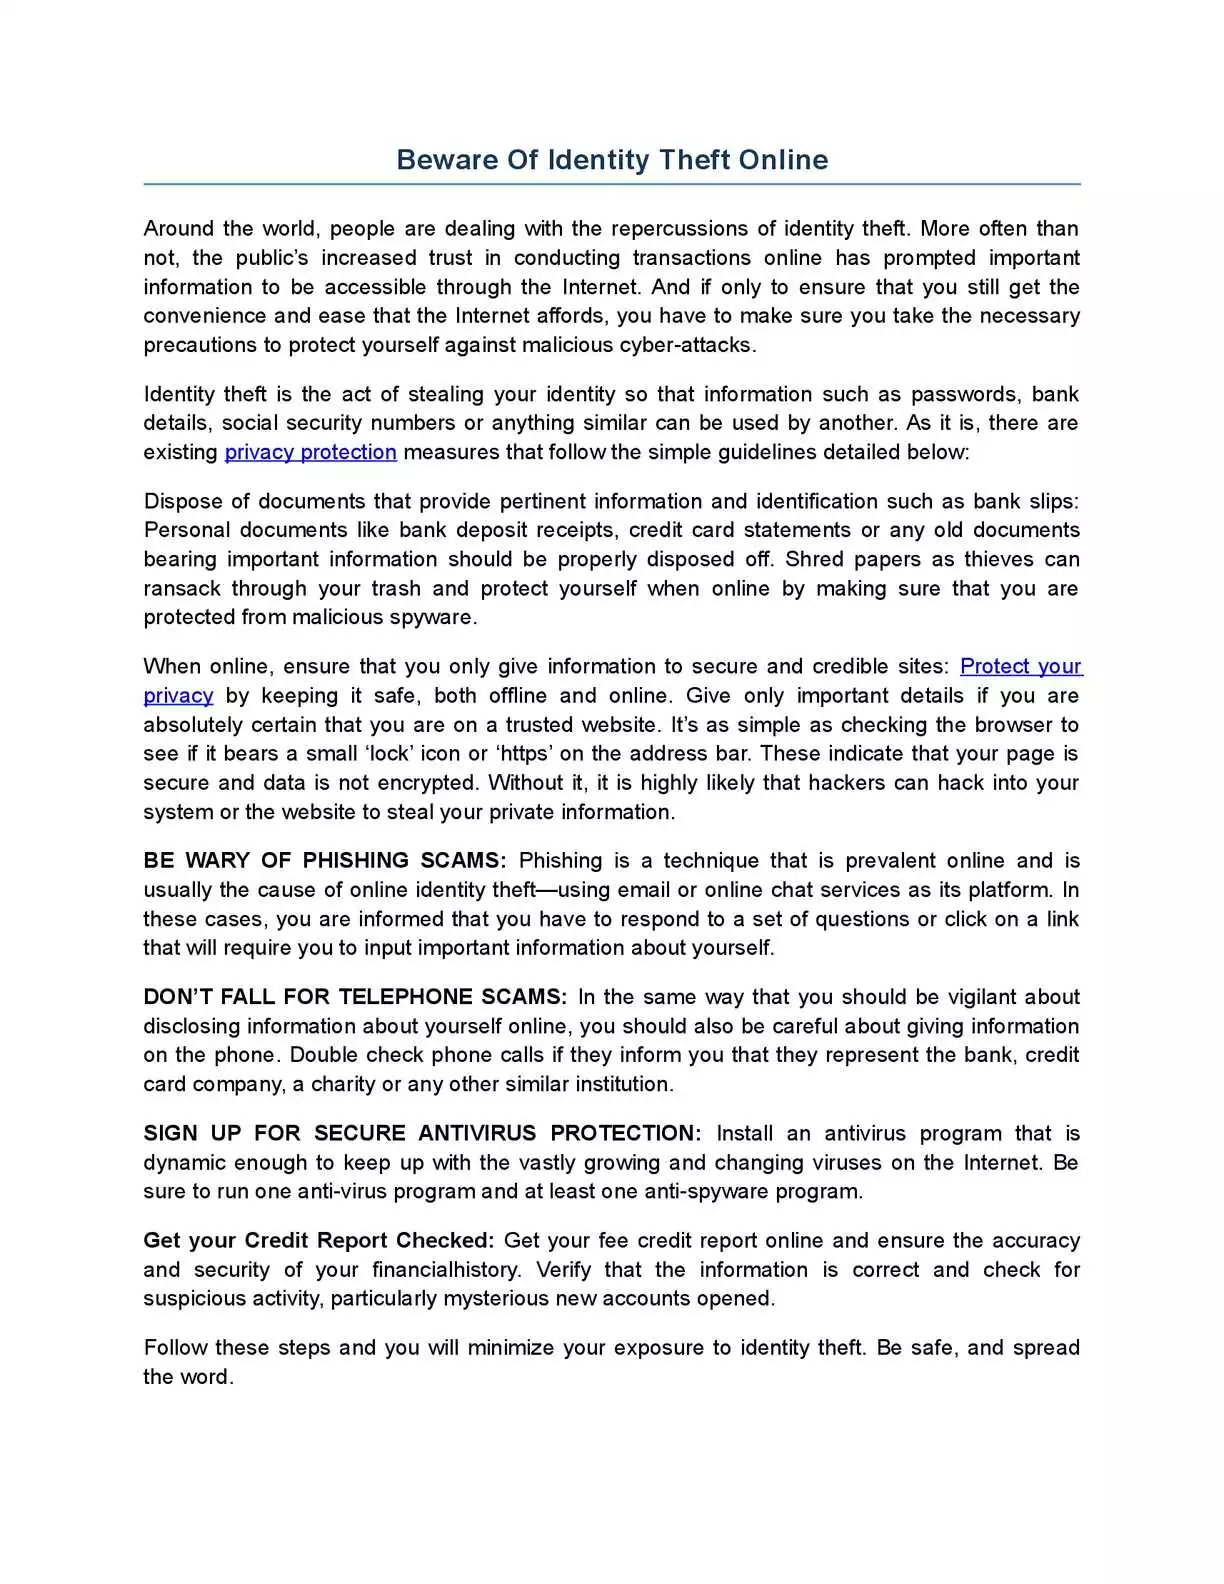 Beware Of Identity Theft Online
Around the world, people are dealing with the repercussions of identity theft. More often than
not, the public’s increased trust in conducting transactions online has prompted important
information to be accessible through the Internet. And if only to ensure that you still get the
convenience and ease that the Internet affords, you have to make sure you take the necessary
precautions to protect yourself against malicious cyber-attacks.
Identity theft is the act of stealing your identity so that information such as passwords, bank
details, social security numbers or anything similar can be used by another. As it is, there are
existing privacy protection measures that follow the simple guidelines detailed below:
Dispose of documents that provide pertinent information and identification such as bank slips:
Personal documents like bank deposit receipts, credit card statements or any old documents
bearing important information should be properly disposed off. Shred papers as thieves can
ransack through your trash and protect yourself when online by making sure that you are
protected from malicious spyware.
When online, ensure that you only give information to secure and credible sites: Protect your
privacy by keeping it safe, both offline and online. Give only important details if you are
absolutely certain that you are on a trusted website. It’s as simple as checking the browser to
see if it bears a small ‘lock’ icon or ‘https’ on the address bar. These indicate that your page is
secure and data is not encrypted. Without it, it is highly likely that hackers can hack into your
system or the website to steal your private information.
BE WARY OF PHISHING SCAMS: Phishing is a technique that is prevalent online and is
usually the cause of online identity theft—using email or online chat services as its platform. In
these cases, you are informed that you have to respond to a set of questions or click on a link
that will require you to input important information about yourself.
DON’T FALL FOR TELEPHONE SCAMS: In the same way that you should be vigilant about
disclosing information about yourself online, you should also be careful about giving information
on the phone. Double check phone calls if they inform you that they represent the bank, credit
card company, a charity or any other similar institution.
SIGN UP FOR SECURE ANTIVIRUS PROTECTION: Install an antivirus program that is
dynamic enough to keep up with the vastly growing and changing viruses on the Internet. Be
sure to run one anti-virus program and at least one anti-spyware program.
Get your Credit Report Checked: Get your fee credit report online and ensure the accuracy
and security of your financialhistory. Verify that the information is correct and check for
suspicious activity, particularly mysterious new accounts opened.
Follow these steps and you will minimize your exposure to identity theft. Be safe, and spread
the word.